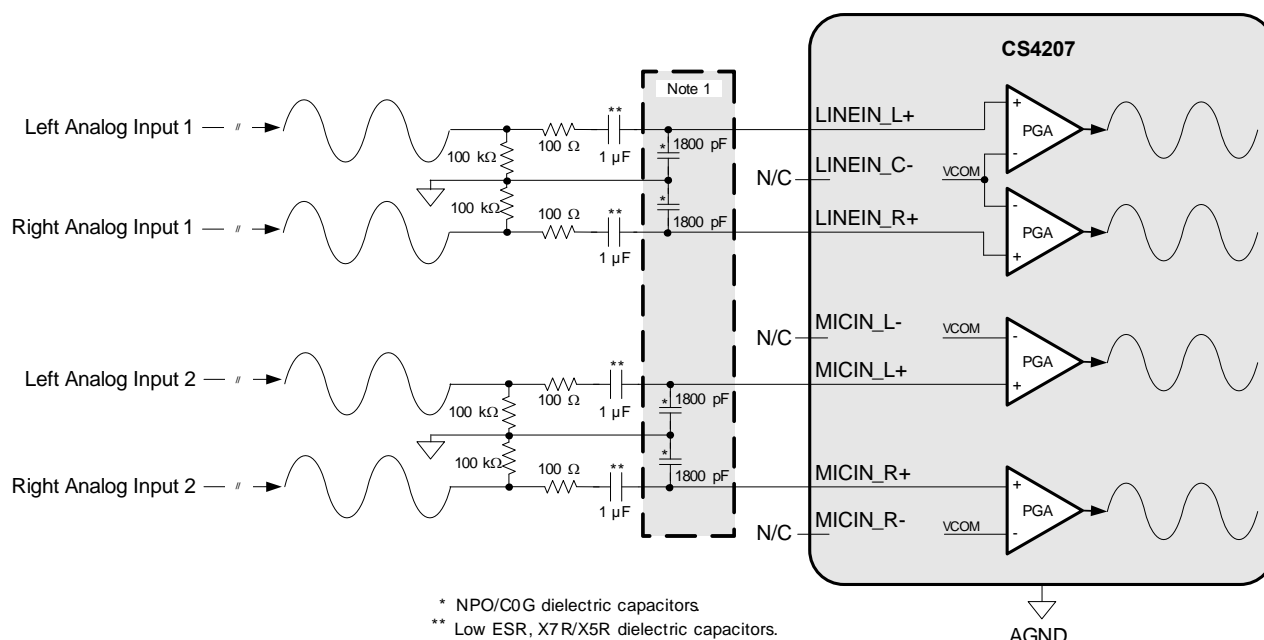 CS4207
Note 1
Left Analog Input 1
**
100 Ω
1 µF
100 kΩ
*
1800 pF
LINEIN_L+
+
PGA
-
N/C
LINEIN_C-
VCOM
100 kΩ
*
1800 pF
-
PGA
+
Right Analog Input 1
100 Ω
**
1 µF
LINEIN_R+
N/C
MICIN_L-
VCOM
-
PGA
+
Left Analog Input 2
**
100 Ω
1 µF
MICIN_L+
100 kΩ
*
1800 pF
100 kΩ
*
1800 pF
Right Analog Input 2
100 Ω
**
1 µF
MICIN_R+
+
PGA
-
N/C
MICIN_R-
VCOM
* NPO/C0G dielectric capacitors.
** Low ESR, X7R/X5R dielectric capacitors.
AGND